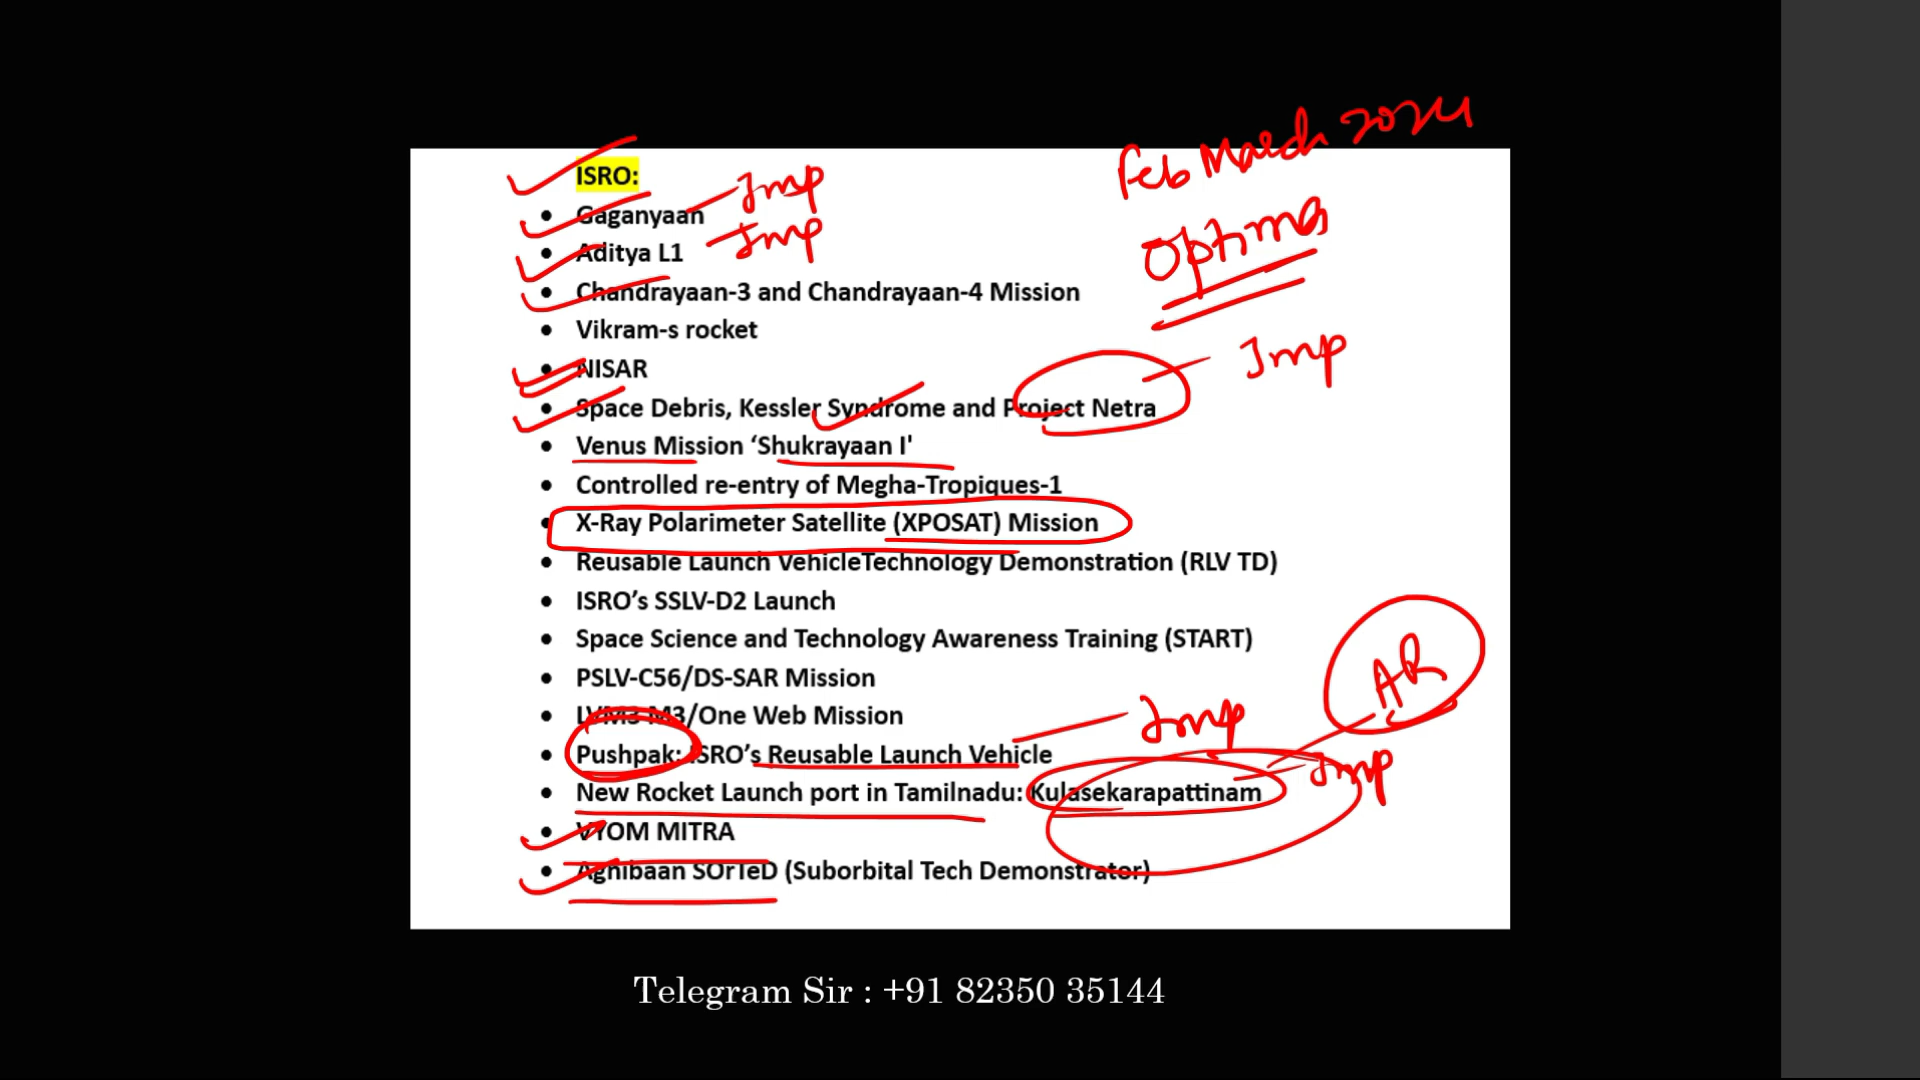 Feb March 2024
ISRO:
Imp
Gaganyaan
Optima
Imp
Aditya L1
Chandrayaan-3 and Chandrayaan-4 Mission
Vikram-s rocket
Imp
NISAR
Space Debris, Kessler Syndrome and Project Netra
Venus Mission ‘Shukrayaan I'
Controlled re-entry of Megha-Tropiques-1
X-Ray Polarimeter Satellite (XPOSAT) Mission
Reusable Launch VehicleTechnology Demonstration (RLV TD)
ISRO’s SSLV-D2 Launch
Space Science and Technology Awareness Training (START)
AR
PSLV-C56/DS-SAR Mission
LVM3 M3/One Web Mission
Imp
Pushpak: ISRO’s Reusable Launch Vehicle
Imp
New Rocket Launch port in Tamilnadu: Kulasekarapattinam
VYOM MITRA
Agnibaan SOrTeD (Suborbital Tech Demonstrator)
Telegram Sir : +91 82350 35144